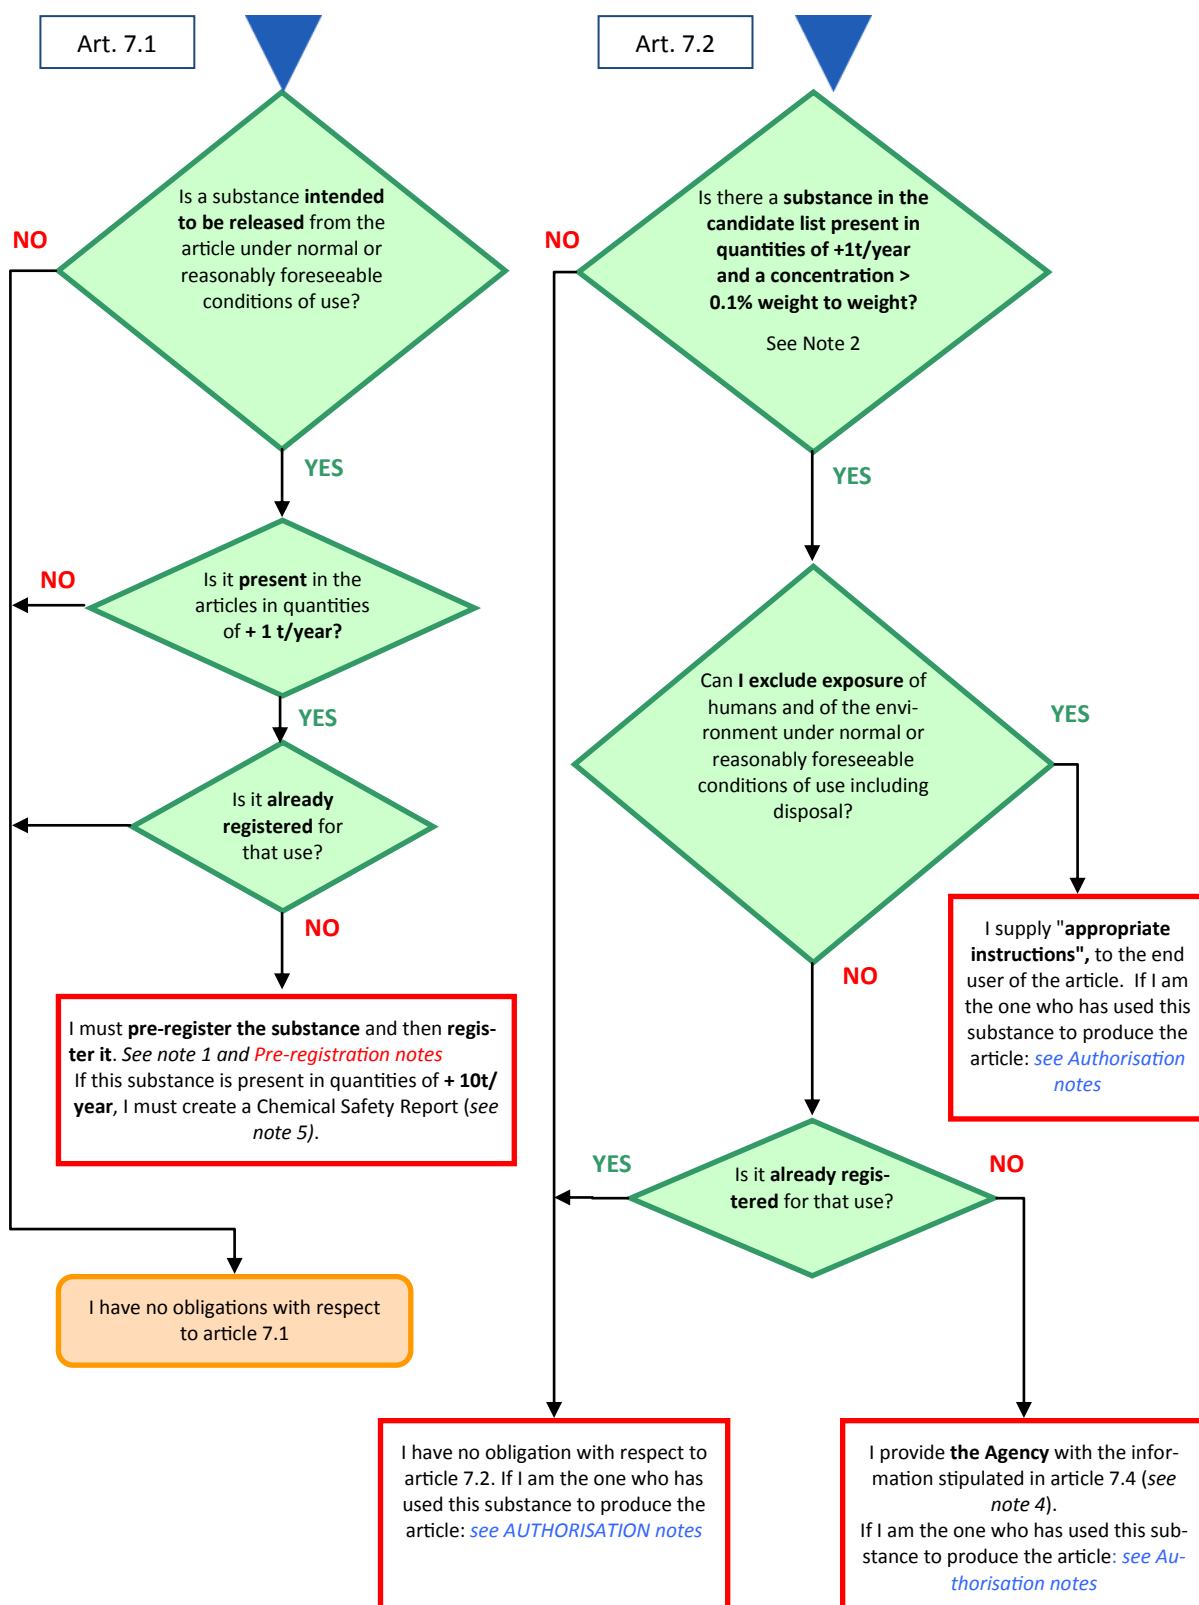 Art. 7.1
Is a substance intended
to be released from the
article under normal or
reasonably foreseeable
conditions of use?
NO
YES
Is it present in the
articles in quantities
of + 1 t/year?
NO
YES
Is it already
registered for
that use?
NO
I must pre-register the substance and then regis-
ter it. See note 1 and Pre-registration notes
If this substance is present in quantities of + 10t/
year, I must create a Chemical Safety Report (see
note 5).
I have no obligations with respect
to article 7.1
Art. 7.2
Is there a substance in the
candidate list present in
quantities of +1t/year
and a concentration >
0.1% weight to weight?
See Note 2
NO
YES
Can I exclude exposure of
humans and of the envi-
ronment under normal or
reasonably foreseeable
conditions of use including
disposal?
YES
NO
I supply "appropriate
instructions", to the end
user of the article. If I am
the one who has used this
substance to produce the
article: see Authorisation
notes
Is it already regis-
tered for that use?
YES
NO
I have no obligation with respect to
article 7.2. If I am the one who has
used this substance to produce the
article: see AUTHORISATION notes
I provide the Agency with the infor-
mation stipulated in article 7.4 (see
note 4).
If I am the one who has used this sub-
stance to produce the article: see Au-
thorisation notes